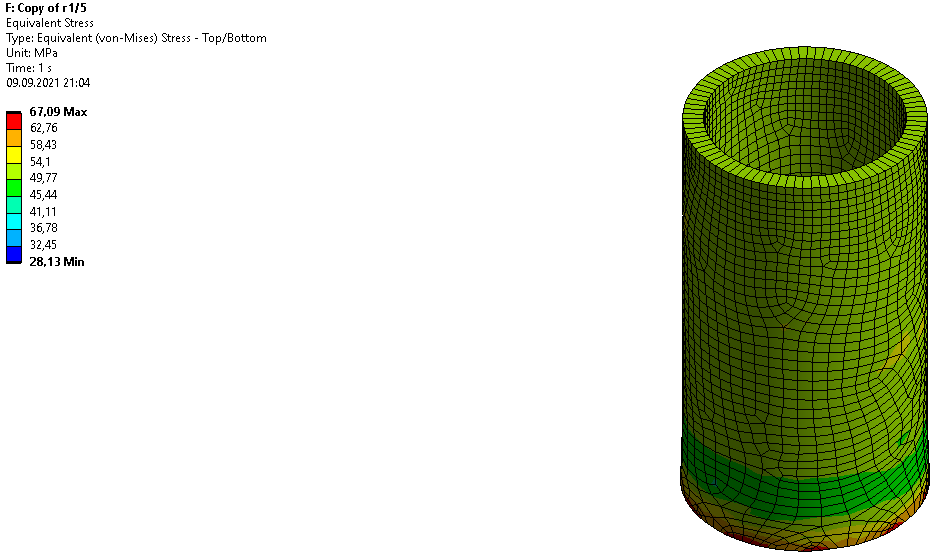 F: Copy of r1/5
Equivalent Stress
Type: Equivalent (von-Mises) Stress - Top/Bottom
Unit: MPa
Time: 1 s
09.09.2021 21:04
67,09 Max
62,76
58,43
54,1
49,77
45,44
41,11
36,78
32,45
28,13 Min